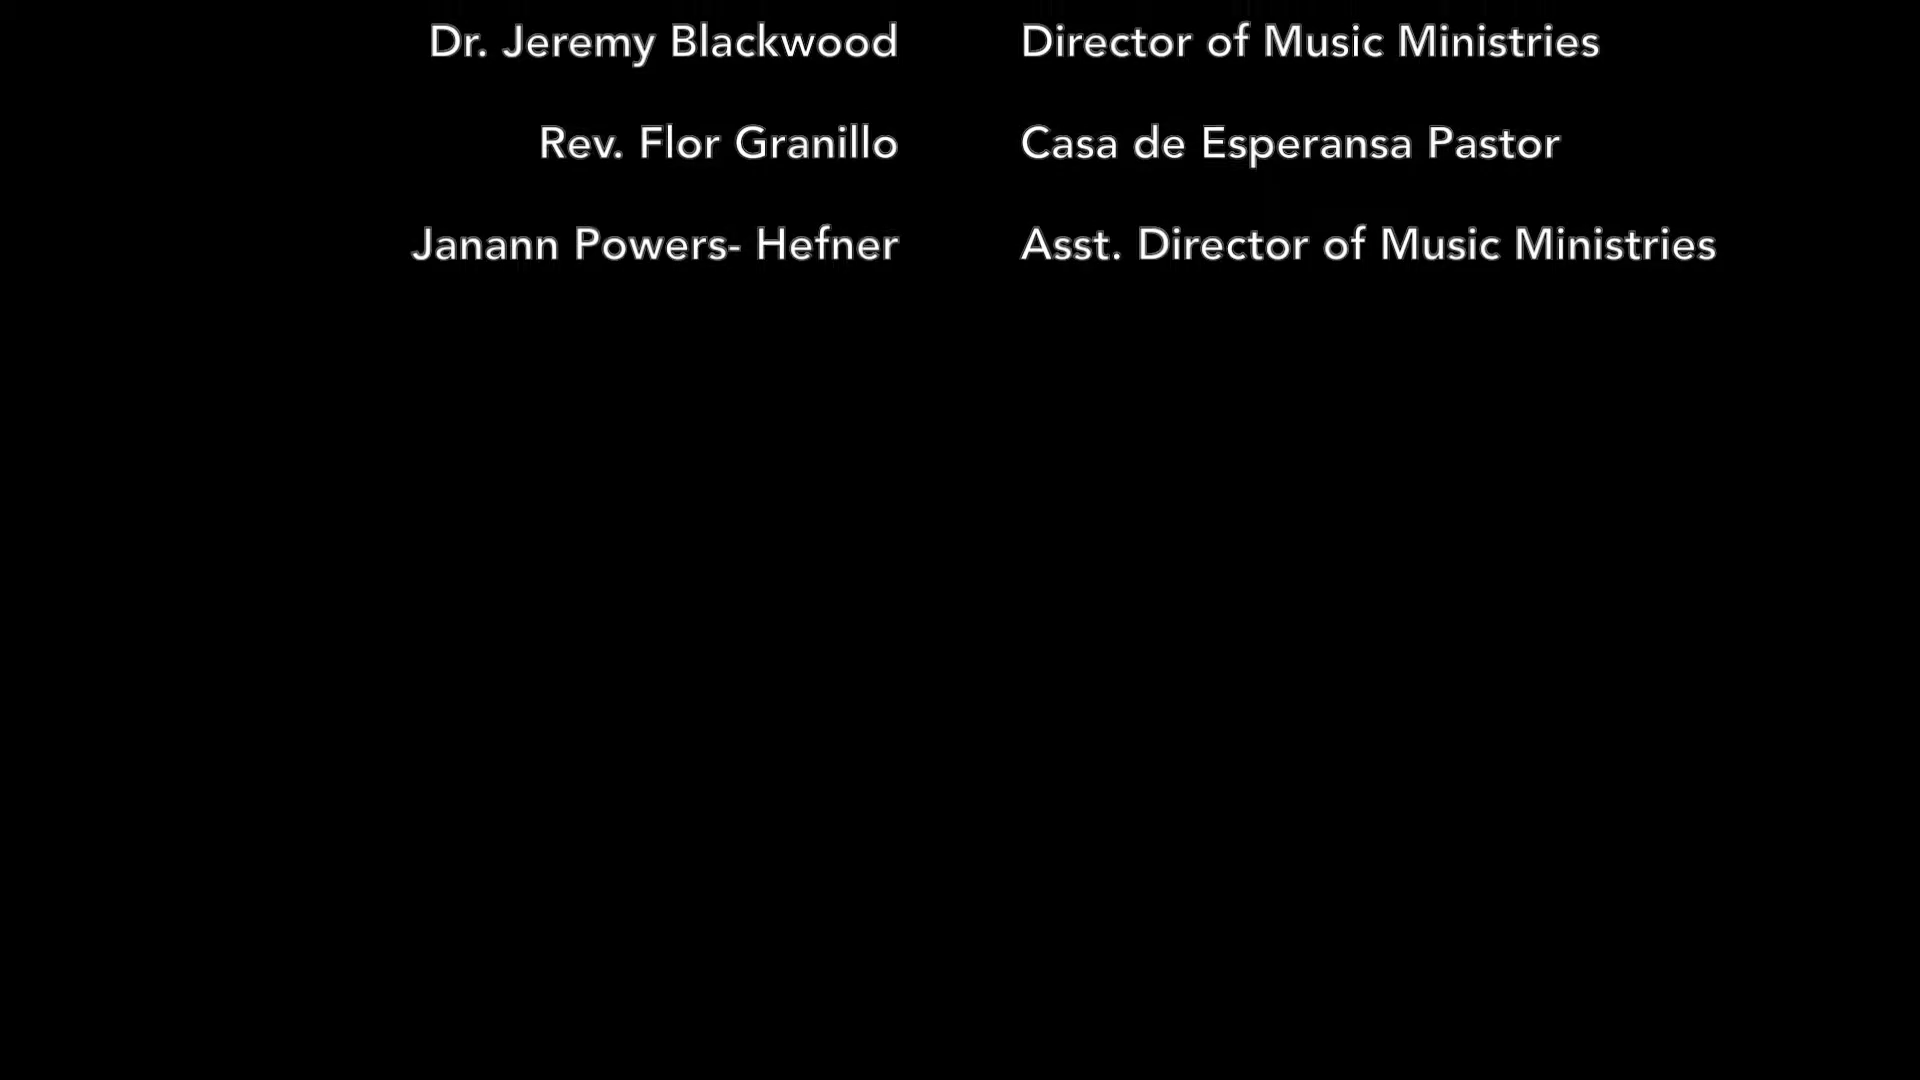 Dr. Jeremy Blackwood Director of Music Ministries
Rev. Flor Granillo Casa de Esperansa Pastor
Janann Powers- Hefner Asst. Director of Music Ministries